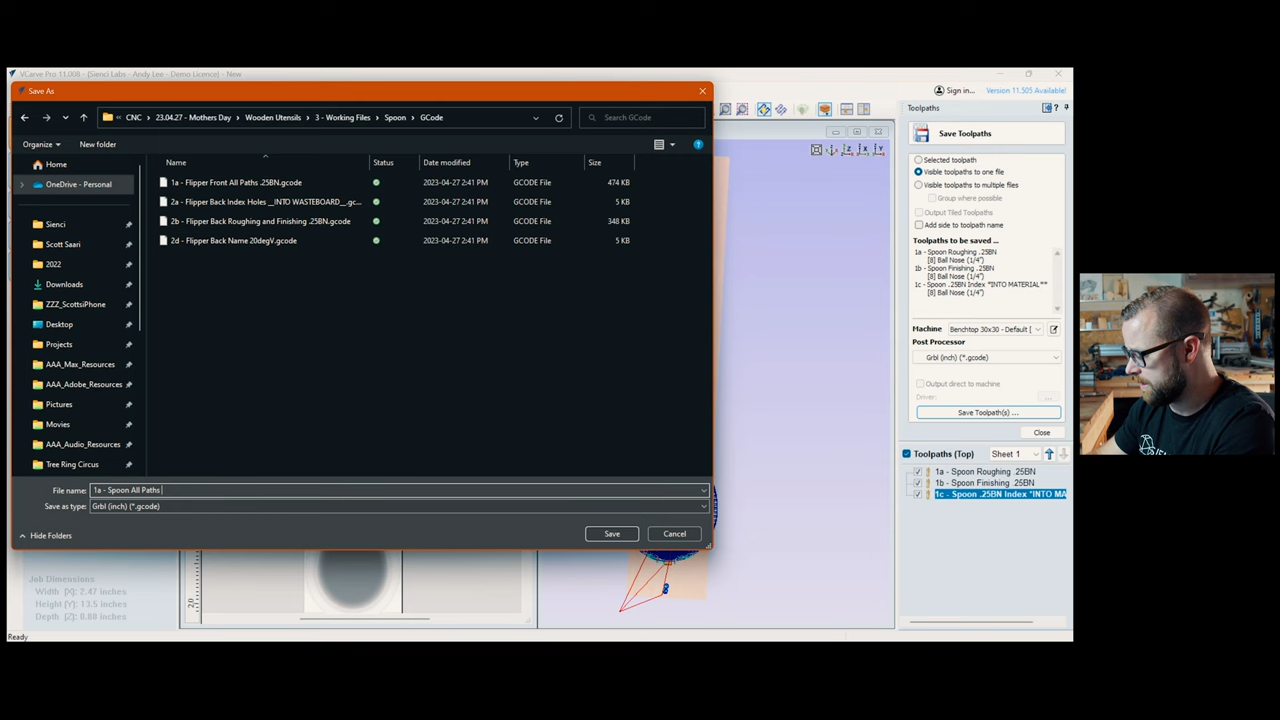 VCarve Pro 11.008 - {Sienci Labs - Andy Lee - Demo Licence} - New
Save As
CNC > 23.04.27 - Mothers Day > Wooden Utensils > 3 - Working Files > Spoon > GCode
Search GCode
Organize
New folder
Home
OneDrive - Personal
Sienci
Scott Saari
2022
Downloads
ZZZ_ScottsiPhone
Desktop
Projects
AAA_Max_Resources
AAA_Adobe_Resources
Pictures
Movies
AAA_Audio_Resources
Tree Ring Circus
Name Status Date modified Type Size
1a - Flipper Front All Paths .25BN.gcode 2023-04-27 2:41 PM GCODE File 474 KB
2a - Flipper Back Index Holes __INTO WASTEBOARD__.gc... 2023-04-27 2:41 PM GCODE File 5 KB
2b - Flipper Back Roughing and Finishing .25BN.gcode 2023-04-27 2:41 PM GCODE File 348 KB
2d - Flipper Back Name 20degV.gcode 2023-04-27 2:41 PM GCODE File 5 KB
File name: 1a - Spoon All Paths
Save as type: Grbl (inch) (*.gcode)
Hide Folders
Save
Cancel
Job Dimensions
Width (X): 2.47 inches
Height (Y): 13.5 inches
Depth (Z): 0.80 inches
2.0
Ready
Sign in...
Version 11.505 Available!
Toolpaths
Save Toolpaths
Selected toolpath
Visible toolpaths to one file
Visible toolpaths to multiple files
Group where possible
Output Tiled Toolpaths
Add side to toolpath name
Toolpaths to be saved ...
1a - Spoon Roughing .25BN
[8] Ball Nose (1/4")
1b - Spoon Finishing .25BN
[8] Ball Nose (1/4")
1c - Spoon .25BN Index *INTO MATERIAL**
[8] Ball Nose (1/4")
Machine Benchtop 30x30 - Default [
Post Processor
Grbl (inch) (*.gcode)
Output direct to machine
Driver:
...
Save Toolpath(s) ...
Close
Toolpaths (Top) Sheet 1
1a - Spoon Roughing .25BN
1b - Spoon Finishing .25BN
1c - Spoon .25BN Index *INTO MA